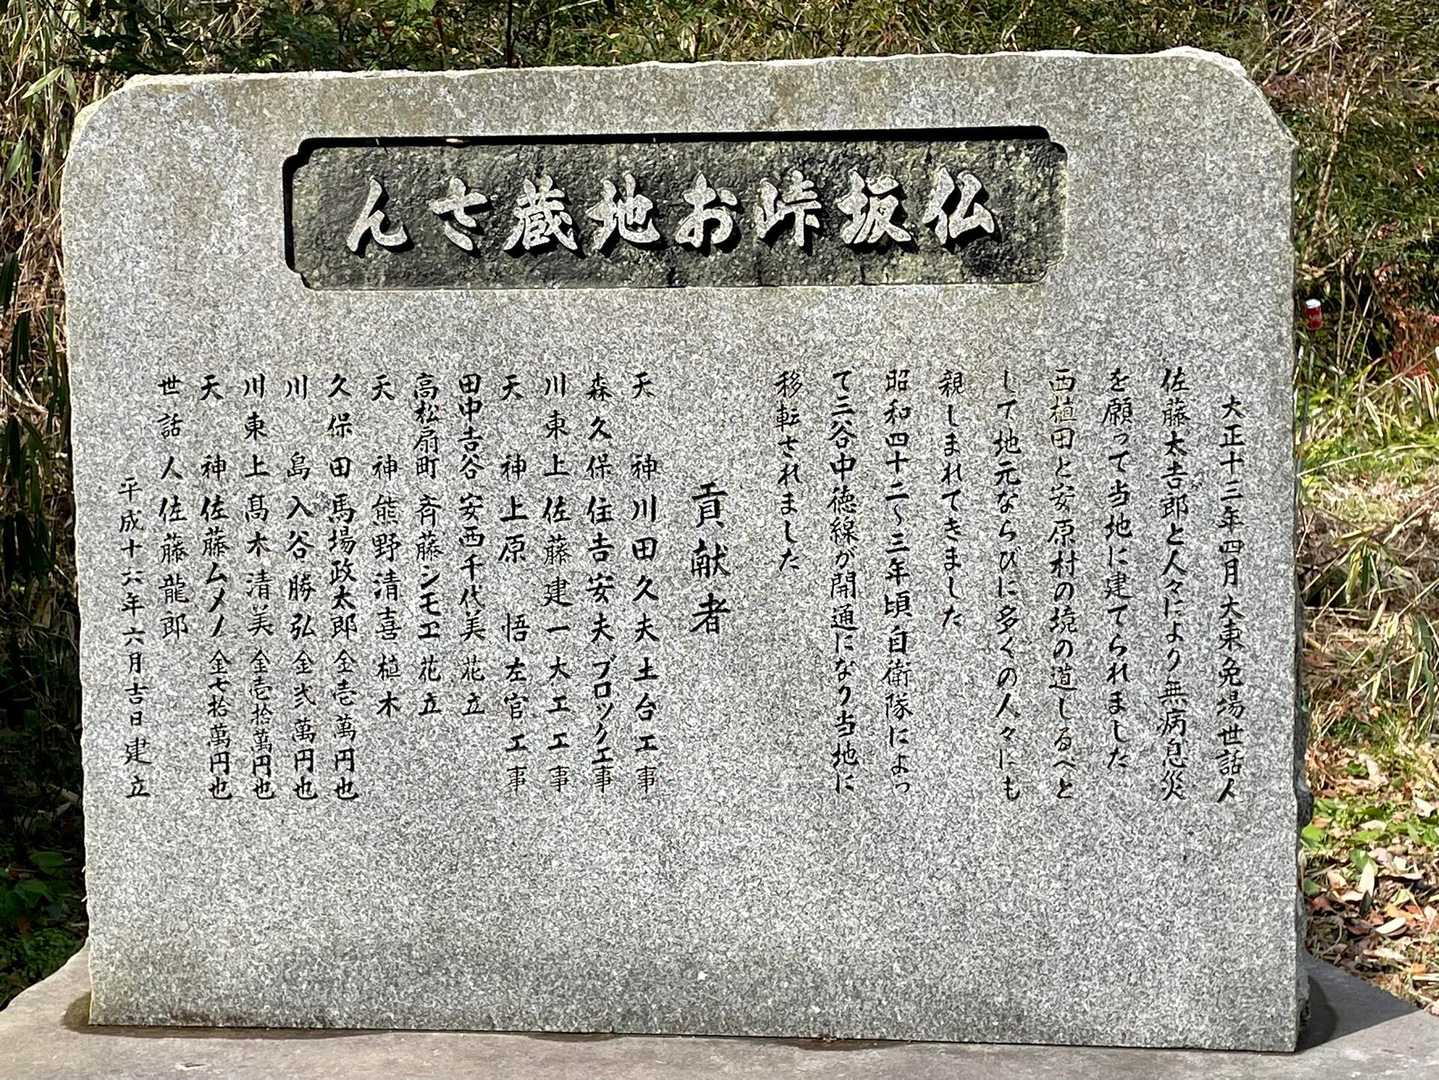 仏坂峠お地蔵さん
大正十三年四月大東免場世話人
佐藤太吉郎と人々により無病息災
を願って当地に建てられました
西植田と安原村の境の道しるべと
して地元ならびに多くの人々にも
親しまれてきました
昭和四十二～三年頃自衛隊によっ
て三谷中徳線が開通になり当地に
移転されました
貢献者
天神 川田久夫 土台工事
森久保 住吉安夫 ブロック工事
川東上 佐藤建一 大工工事
天神 上原悟 左官工事
田中吉谷 安西千代美 花立
高松扇町 斉藤シモヱ 花立
天神 熊野清喜 植木
久保田 馬場政太郎 金壱萬円也
川島 入谷勝弘 金弐萬円也
川東上 髙木清美 金壱拾萬円也
天神 佐藤ムメノ 金七拾萬円也
世話人 佐藤龍郎
平成十六年六月吉日建立